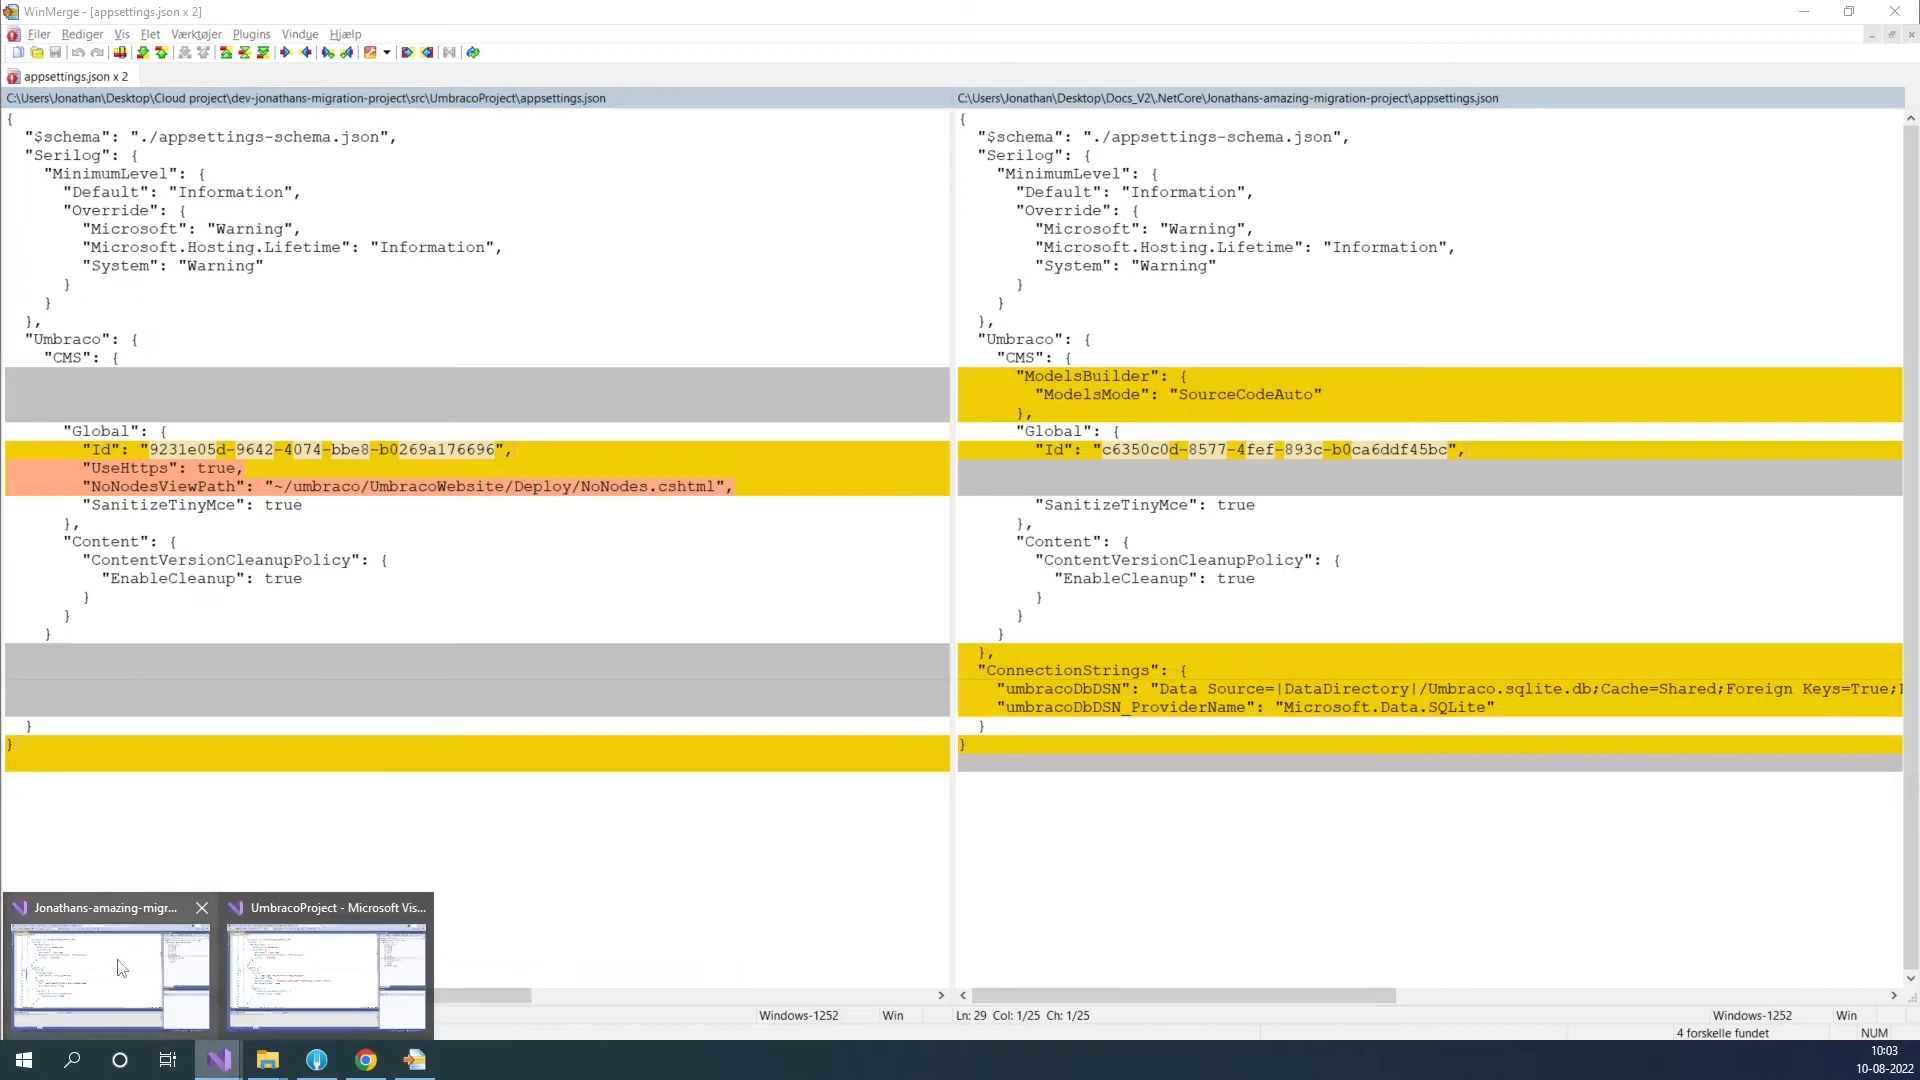 WinMerge - [appsettings.json x 2]
Filer Rediger Vis Flet Værktøjer Plugins Vindue Hjælp
appsettings.json x 2
C:\Users\Jonathan\Desktop\Cloud project\dev-jonathans-migration-project\src\UmbracoProject\appsettings.json
{
"$schema": "./appsettings-schema.json",
"Serilog": {
"MinimumLevel": {
"Default": "Information",
"Override": {
"Microsoft": "Warning",
"Microsoft.Hosting.Lifetime": "Information",
"System": "Warning"
}
}
},
"Umbraco": {
"CMS": {
"Global": {
"Id": "9231e05d-9642-4074-bbe8-b0269a176696",
"UseHttps": true,
"NoNodesViewPath": "~/umbraco/UmbracoWebsite/Deploy/NoNodes.cshtml",
"SanitizeTinyMce": true
},
"Content": {
"ContentVersionCleanupPolicy": {
"EnableCleanup": true
}
}
}
}
}
C:\Users\Jonathan\Desktop\Docs_V2\.NetCore\Jonathans-amazing-migration-project\appsettings.json
{
"$schema": "./appsettings-schema.json",
"Serilog": {
"MinimumLevel": {
"Default": "Information",
"Override": {
"Microsoft": "Warning",
"Microsoft.Hosting.Lifetime": "Information",
"System": "Warning"
}
}
},
"Umbraco": {
"CMS": {
"ModelsBuilder": {
"ModelsMode": "SourceCodeAuto"
},
"Global": {
"Id": "c6350c0d-8577-4fef-893c-b0ca6ddf45bc",
"SanitizeTinyMce": true
},
"Content": {
"ContentVersionCleanupPolicy": {
"EnableCleanup": true
}
}
}
},
"ConnectionStrings": {
"umbracoDbDSN": "Data Source=|DataDirectory|/Umbraco.sqlite.db;Cache=Shared;Foreign Keys=True;
"umbracoDbDSN_ProviderName": "Microsoft.Data.SQLite"
}
}
Jonathans-amazing-migr...
UmbracoProject - Microsoft Vis...
Windows-1252 Win
Ln: 29 Col: 1/25 Ch: 1/25
Windows-1252 Win
4 forskelle fundet
NUM
10:03
10-08-2022